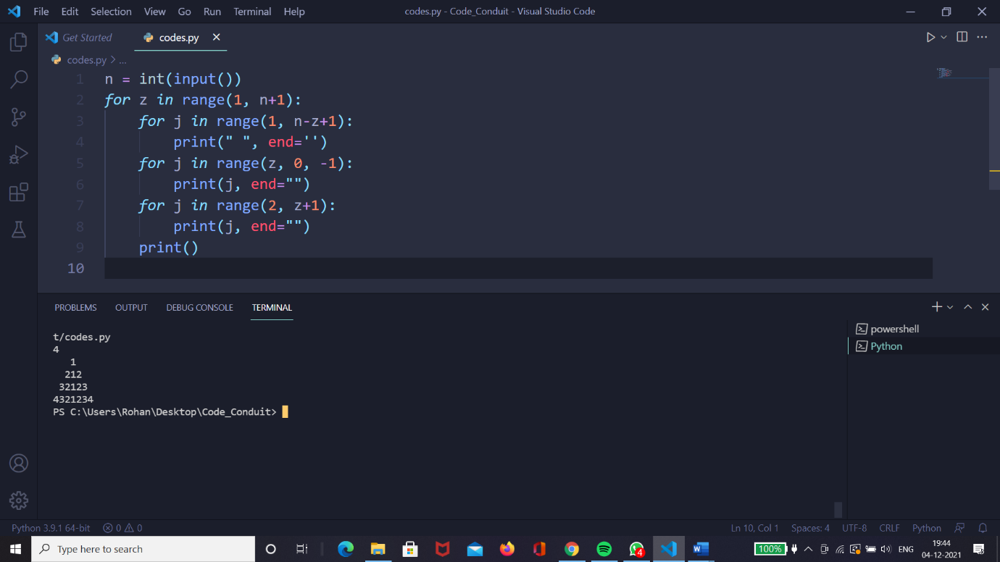 File Edit Selection View Go Run Terminal Help codes.py - Code_Conduit - Visual Studio Code
Get Started codes.py
codes.py > ...
1 n = int(input())
2 for z in range(1, n+1):
3     for j in range(1, n-z+1):
4         print(" ", end='')
5     for j in range(z, 0, -1):
6         print(j, end="")
7     for j in range(2, z+1):
8         print(j, end="")
9     print()
10
PROBLEMS OUTPUT DEBUG CONSOLE TERMINAL
powershell
Python
t/codes.py
4
   1
  212
 32123
4321234
PS C:\Users\Rohan\Desktop\Code_Conduit>
Python 3.9.1 64-bit 0 0 Ln 10, Col 1 Spaces: 4 UTF-8 CRLF Python
Type here to search 4 100% ENG 19:44
04-12-2021